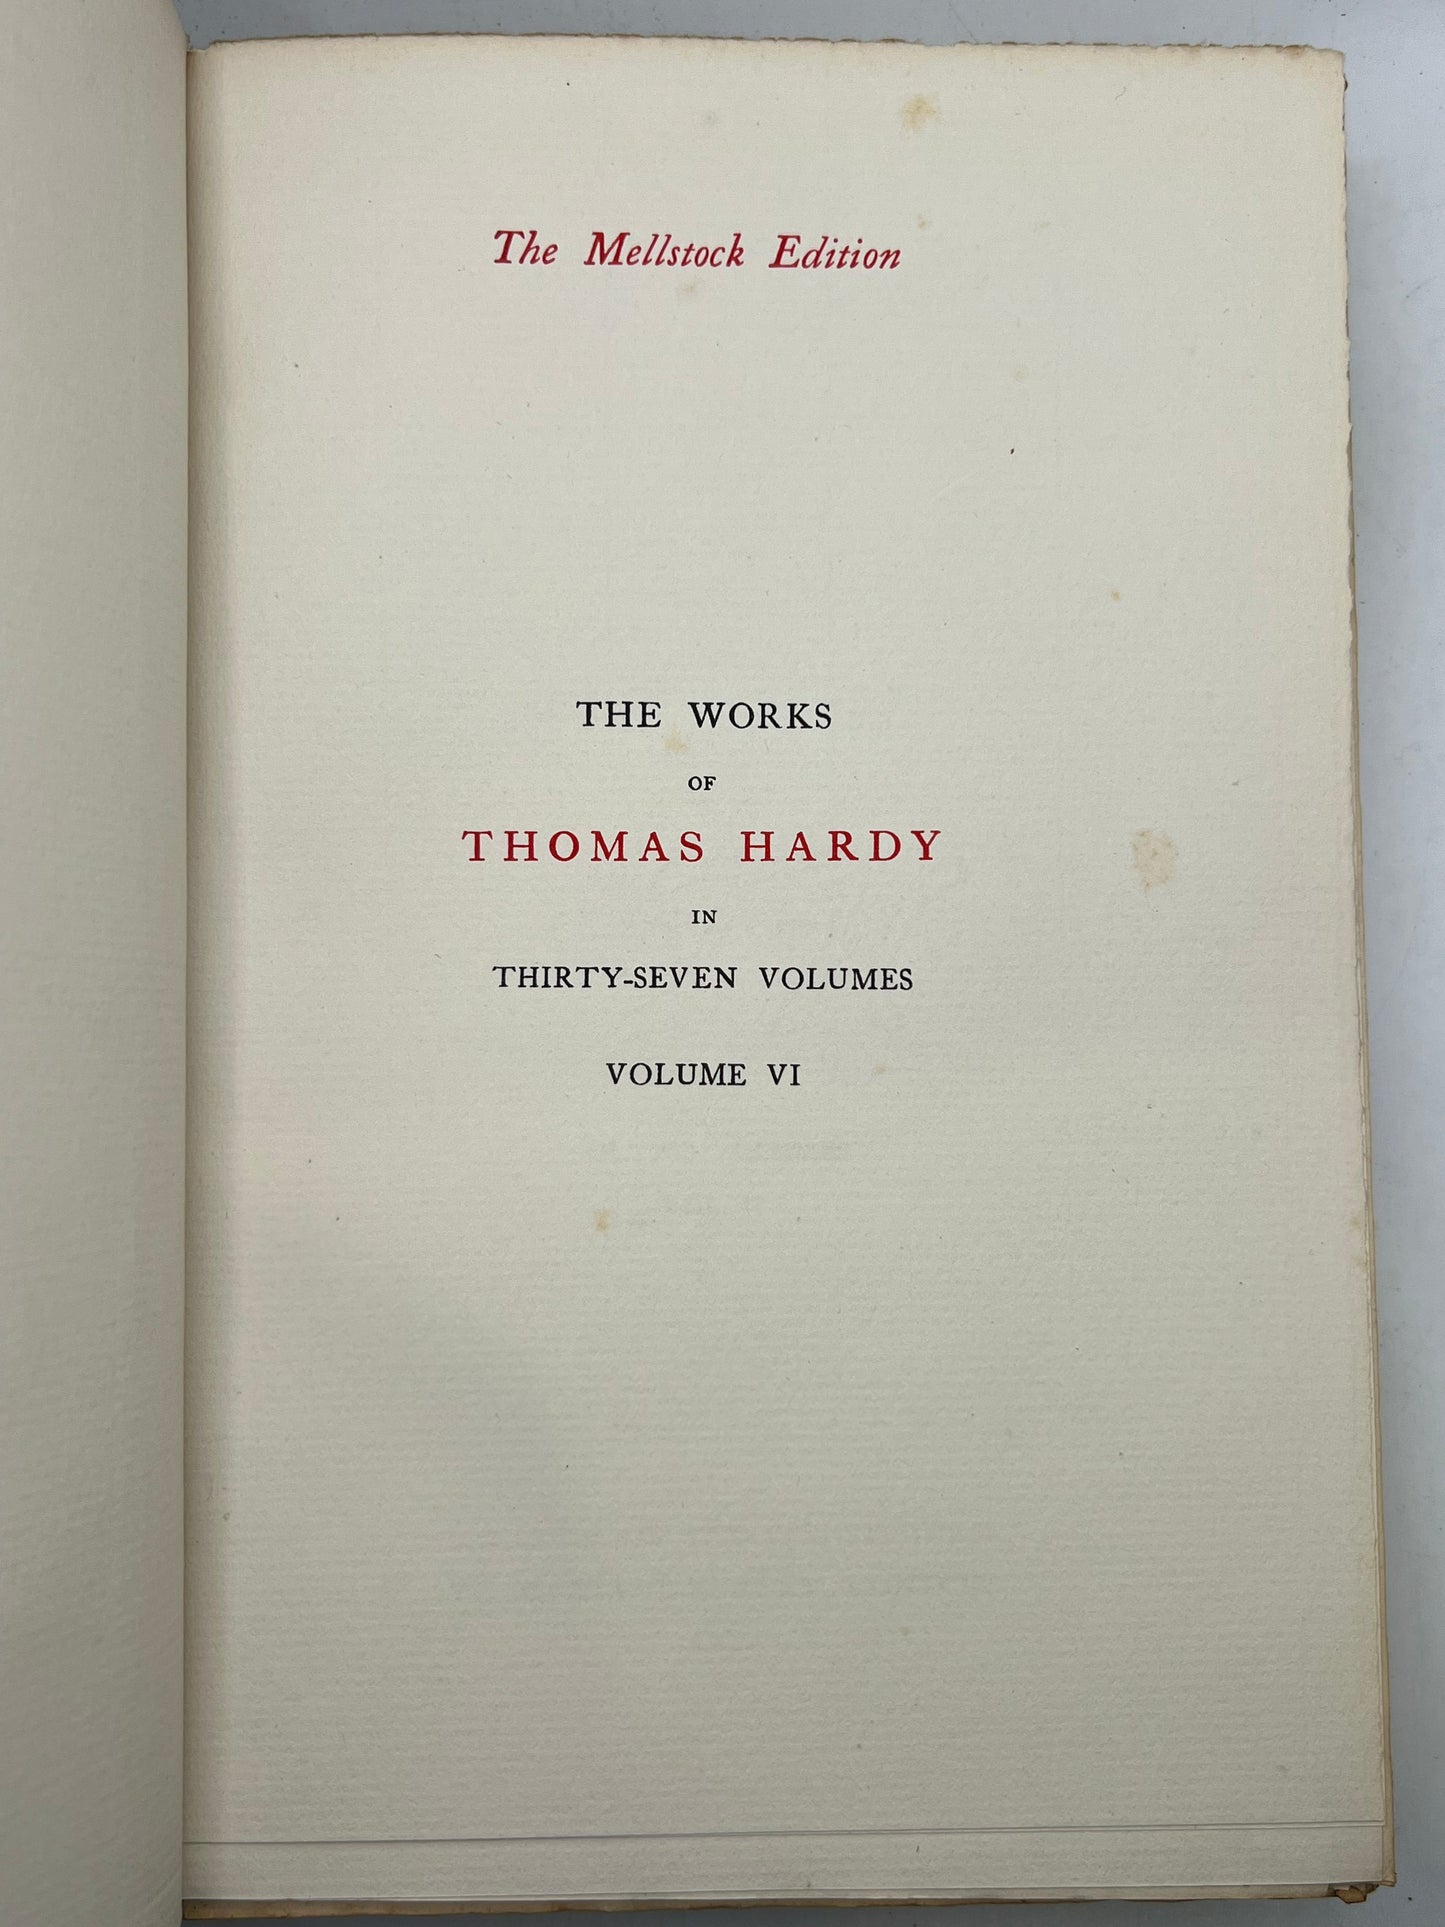 The Mellstock Edition
THE WORKS
OF
THOMAS HARDY
IN
THIRTY-SEVEN VOLUMES
VOLUME VI